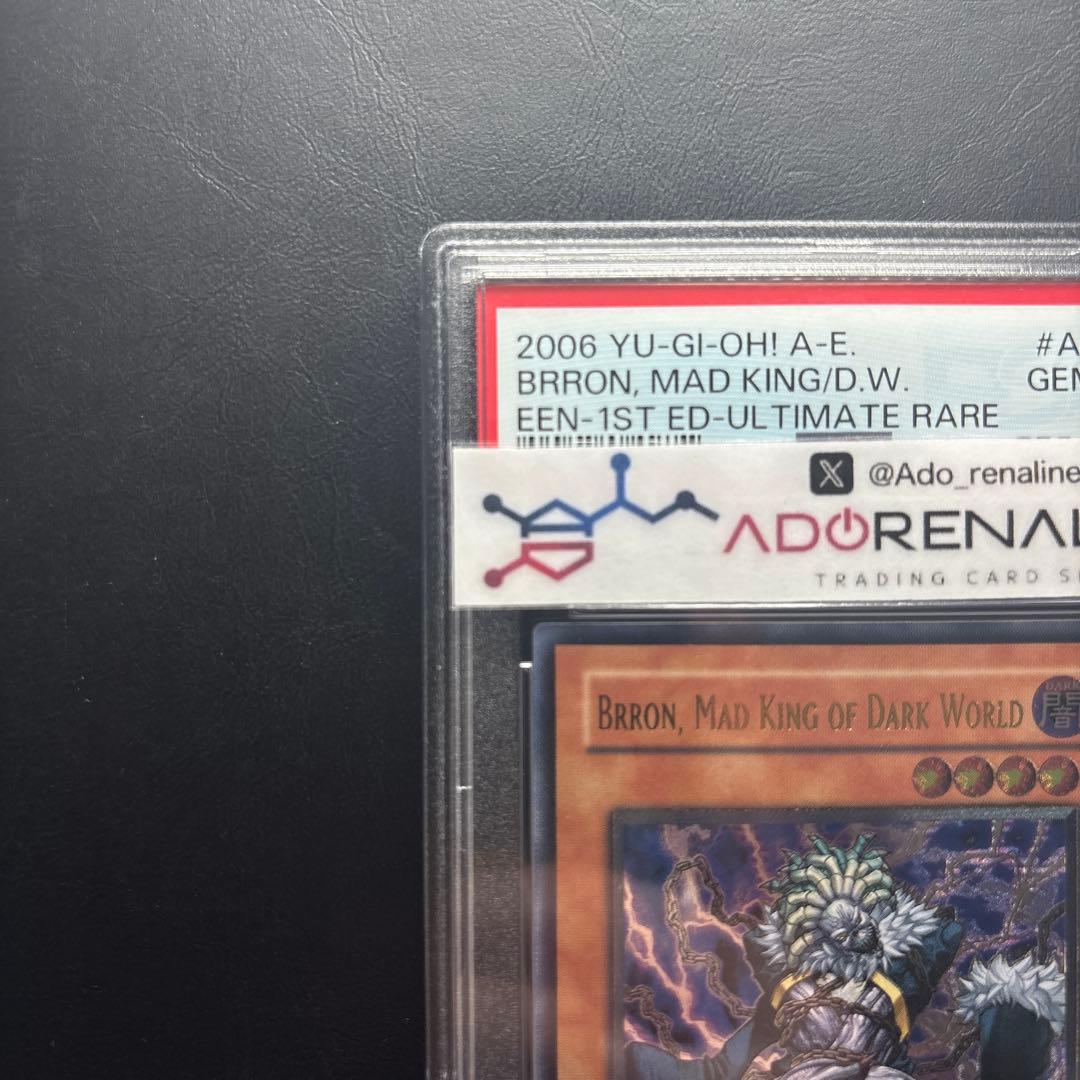 2006 YU-GI-OH! A-E. #A
BRRON, MAD KING/D.W. GEM
EEN-1ST ED-ULTIMATE RARE
X @Ado_renaline
ADORENAL
TRADING CARD S
BRRON, MAD KING OF DARK WORLD
DARK
闇